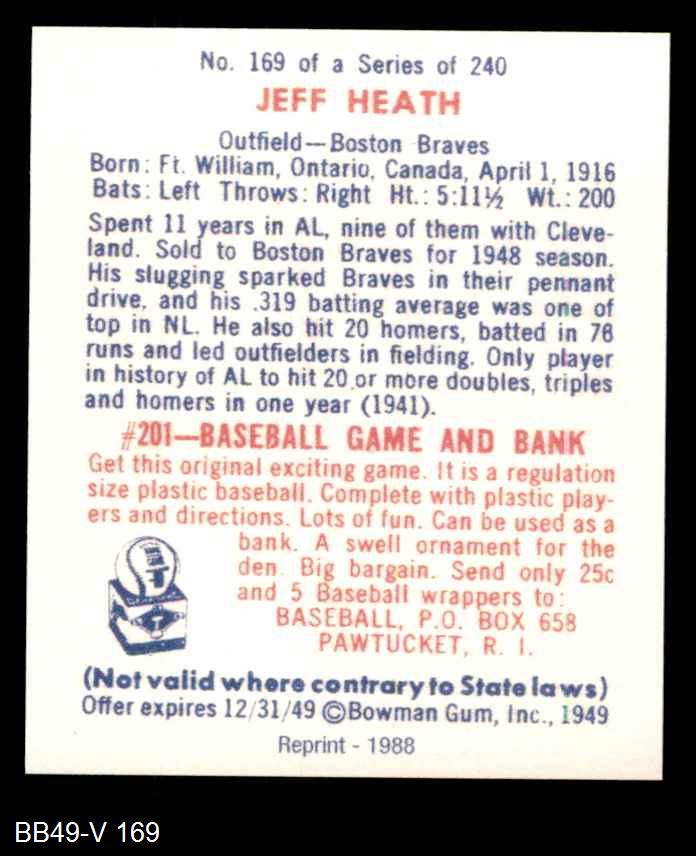 No. 169 of a Series of 240
JEFF HEATH
Outfield—Boston Braves
Born: Ft. William, Ontario, Canada, April 1, 1916
Bats: Left Throws: Right Ht.: 5:11½ Wt.: 200
Spent 11 years in AL, nine of them with Cleve-
land. Sold to Boston Braves for 1948 season.
His slugging sparked Braves in their pennant
drive, and his .319 batting average was one of
top in NL. He also hit 20 homers, batted in 76
runs and led outfielders in fielding. Only player
in history of AL to hit 20 or more doubles, triples
and homers in one year (1941).
#201—BASEBALL GAME AND BANK
Get this original exciting game. It is a regulation
size plastic baseball. Complete with plastic play-
ers and directions. Lots of fun. Can be used as a
bank. A swell ornament for the
den. Big bargain. Send only 25c
and 5 Baseball wrappers to:
BASEBALL, P.O. BOX 658
PAWTUCKET, R. I.
(Not valid where contrary to State laws)
Offer expires 12/31/49 ©Bowman Gum, Inc., 1949
Reprint - 1988
BB49-V 169